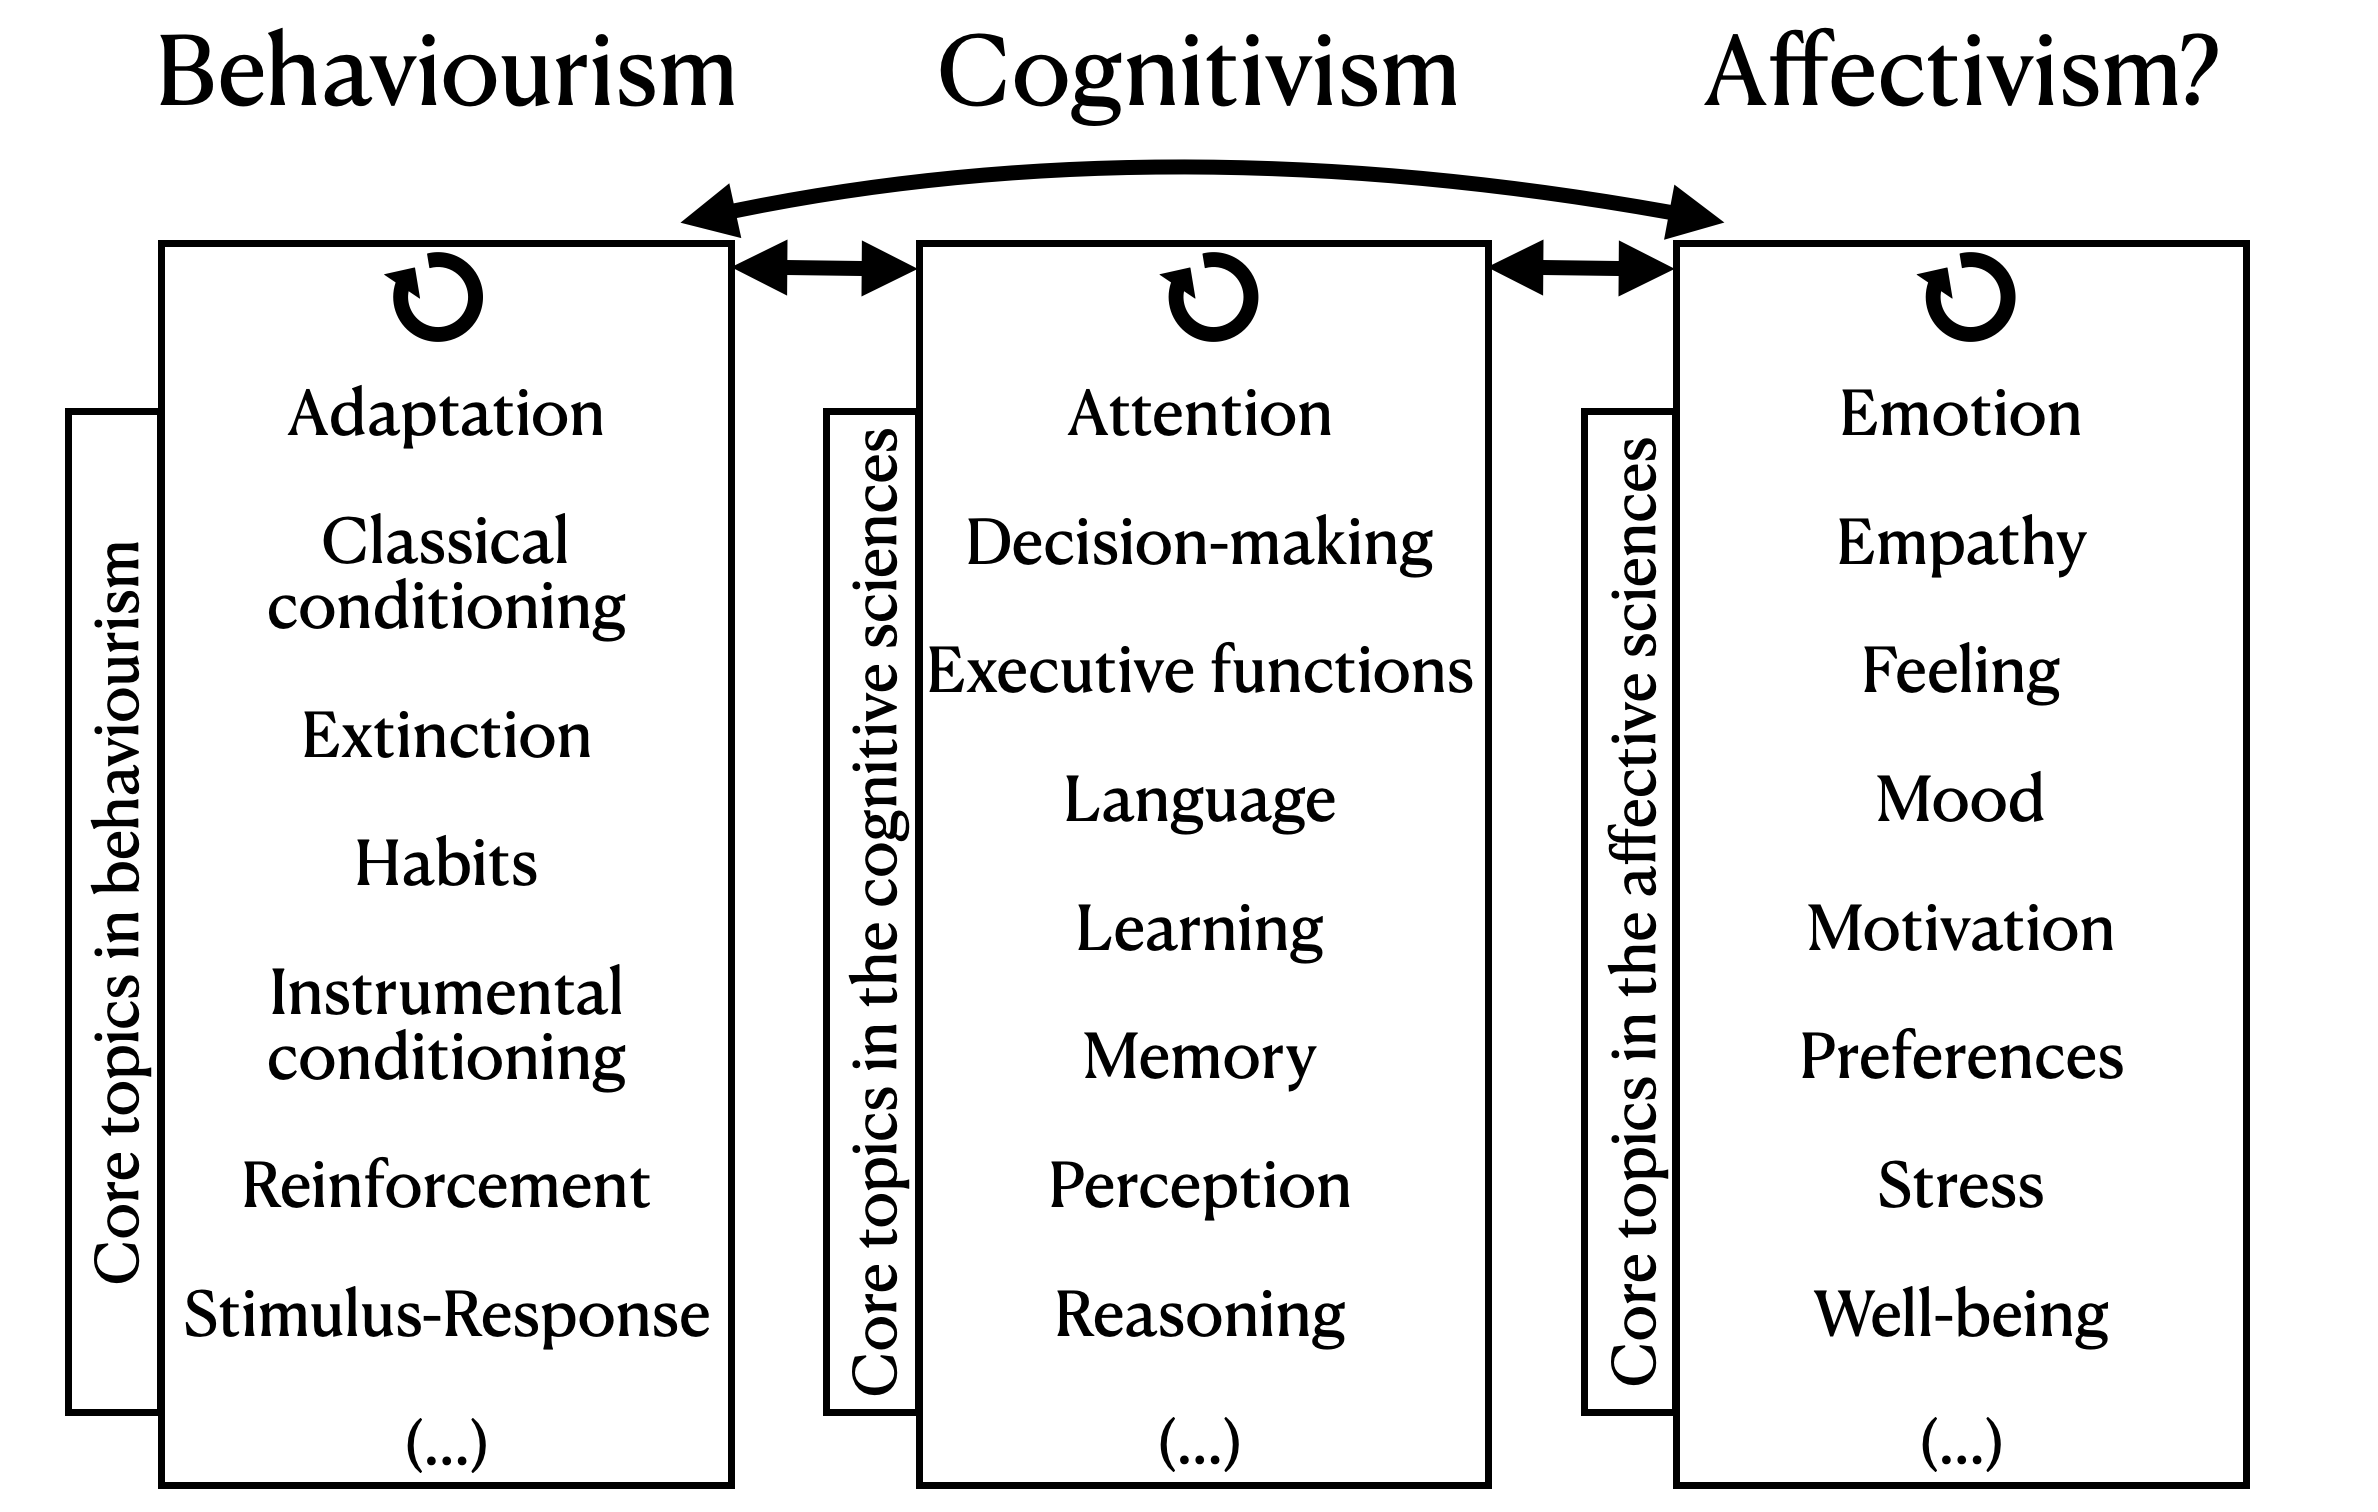 Behaviourism
Cognitivism
Affectivism?
Core topics in behaviourism
Adaptation
Classical
conditioning
Extinction
Habits
Instrumental
conditioning
Reinforcement
Stimulus-Response
(...)
Core topics in the cognitive sciences
Attention
Decision-making
Executive functions
Language
Learning
Memory
Perception
Reasoning
(...)
Core topics in the affective sciences
Emotion
Empathy
Feeling
Mood
Motivation
Preferences
Stress
Well-being
(...)